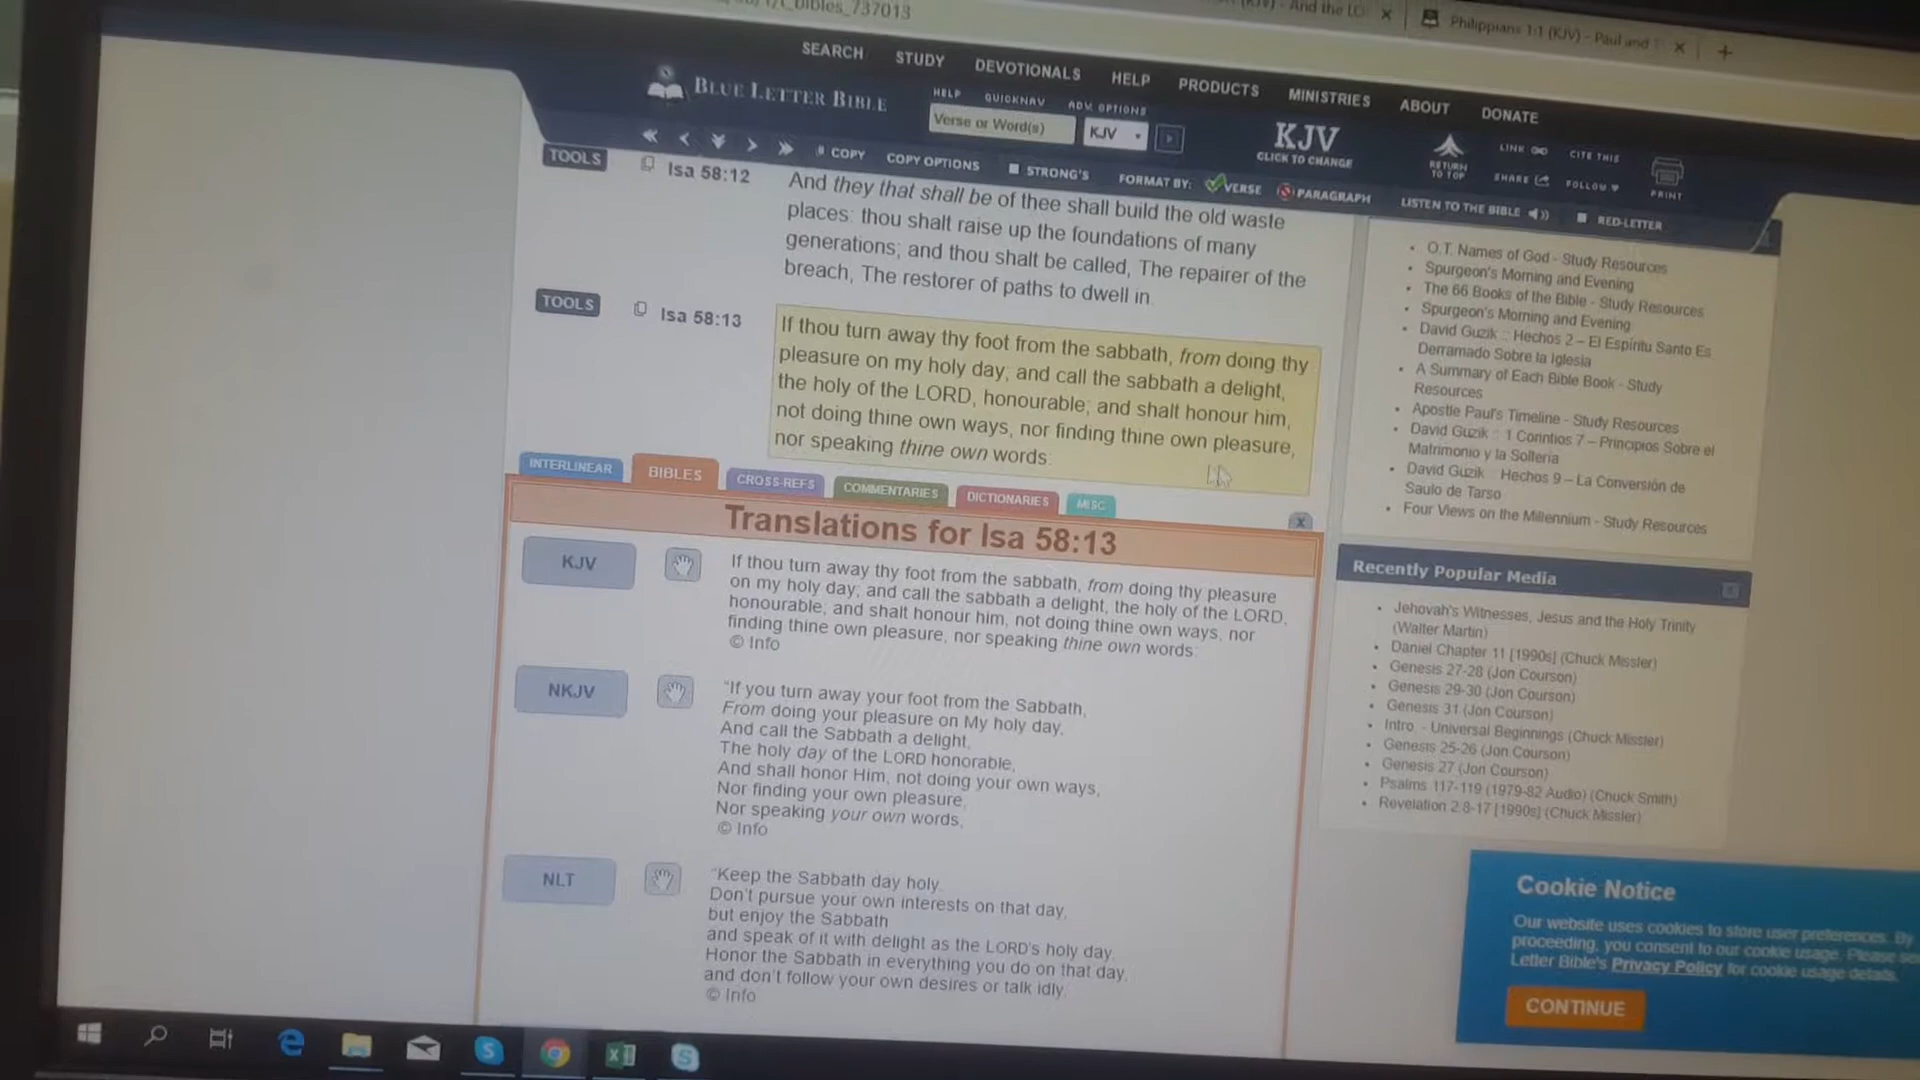 Bibles_737013
And the LO
Philippians 1:1 (KJV) - Paul and T
SEARCH STUDY DEVOTIONALS HELP PRODUCTS MINISTRIES ABOUT DONATE
BLUE LETTER BIBLE
HELP QUICKNAV ADV. OPTIONS
Verse or Word(s) KJV
KJV
CLICK TO CHANGE
RETURN
TO TOP
LINK CITE THIS
SHARE FOLLOW
PRINT
COPY COPY OPTIONS STRONG'S FORMAT BY: VERSE PARAGRAPH LISTEN TO THE BIBLE RED-LETTER
TOOLS Isa 58:12
And they that shall be of thee shall build the old waste
places: thou shalt raise up the foundations of many
generations; and thou shalt be called, The repairer of the
breach, The restorer of paths to dwell in.
TOOLS Isa 58:13
If thou turn away thy foot from the sabbath, from doing thy
pleasure on my holy day; and call the sabbath a delight,
the holy of the LORD, honourable; and shalt honour him,
not doing thine own ways, nor finding thine own pleasure,
nor speaking thine own words:
INTERLINEAR BIBLES CROSS-REFS COMMENTARIES DICTIONARIES MISC
Translations for Isa 58:13
KJV
If thou turn away thy foot from the sabbath, from doing thy pleasure
on my holy day; and call the sabbath a delight, the holy of the LORD,
honourable; and shalt honour him, not doing thine own ways, nor
finding thine own pleasure, nor speaking thine own words:
© Info
NKJV
“If you turn away your foot from the Sabbath,
From doing your pleasure on My holy day,
And call the Sabbath a delight,
The holy day of the LORD honorable,
And shall honor Him, not doing your own ways,
Nor finding your own pleasure,
Nor speaking your own words,
© Info
NLT
“Keep the Sabbath day holy.
Don’t pursue your own interests on that day,
but enjoy the Sabbath
and speak of it with delight as the LORD’s holy day.
Honor the Sabbath in everything you do on that day,
and don’t follow your own desires or talk idly.
© Info
O.T. Names of God - Study Resources
Spurgeon's Morning and Evening
The 66 Books of the Bible - Study Resources
Spurgeon's Morning and Evening
David Guzik :: Hechos 2 – El Espíritu Santo Es
Derramado Sobre la Iglesia
A Summary of Each Bible Book - Study
Resources
Apostle Paul's Timeline - Study Resources
David Guzik :: 1 Corintios 7 – Principios Sobre el
Matrimonio y la Soltería
David Guzik :: Hechos 9 – La Conversión de
Saulo de Tarso
Four Views on the Millennium - Study Resources
Recently Popular Media
Jehovah's Witnesses, Jesus and the Holy Trinity
(Walter Martin)
Daniel Chapter 11 [1990s] (Chuck Missler)
Genesis 27-28 (Jon Courson)
Genesis 29-30 (Jon Courson)
Genesis 31 (Jon Courson)
Intro - Universal Beginnings (Chuck Missler)
Genesis 25-26 (Jon Courson)
Genesis 27 (Jon Courson)
Psalms 117-119 (1979-82 Audio) (Chuck Smith)
Revelation 2:8-17 [1990s] (Chuck Missler)
Cookie Notice
Our website uses cookies to store user preferences. By
proceeding, you consent to our cookie usage. Please
Letter Bible's Privacy Policy for cookie usage details.
CONTINUE